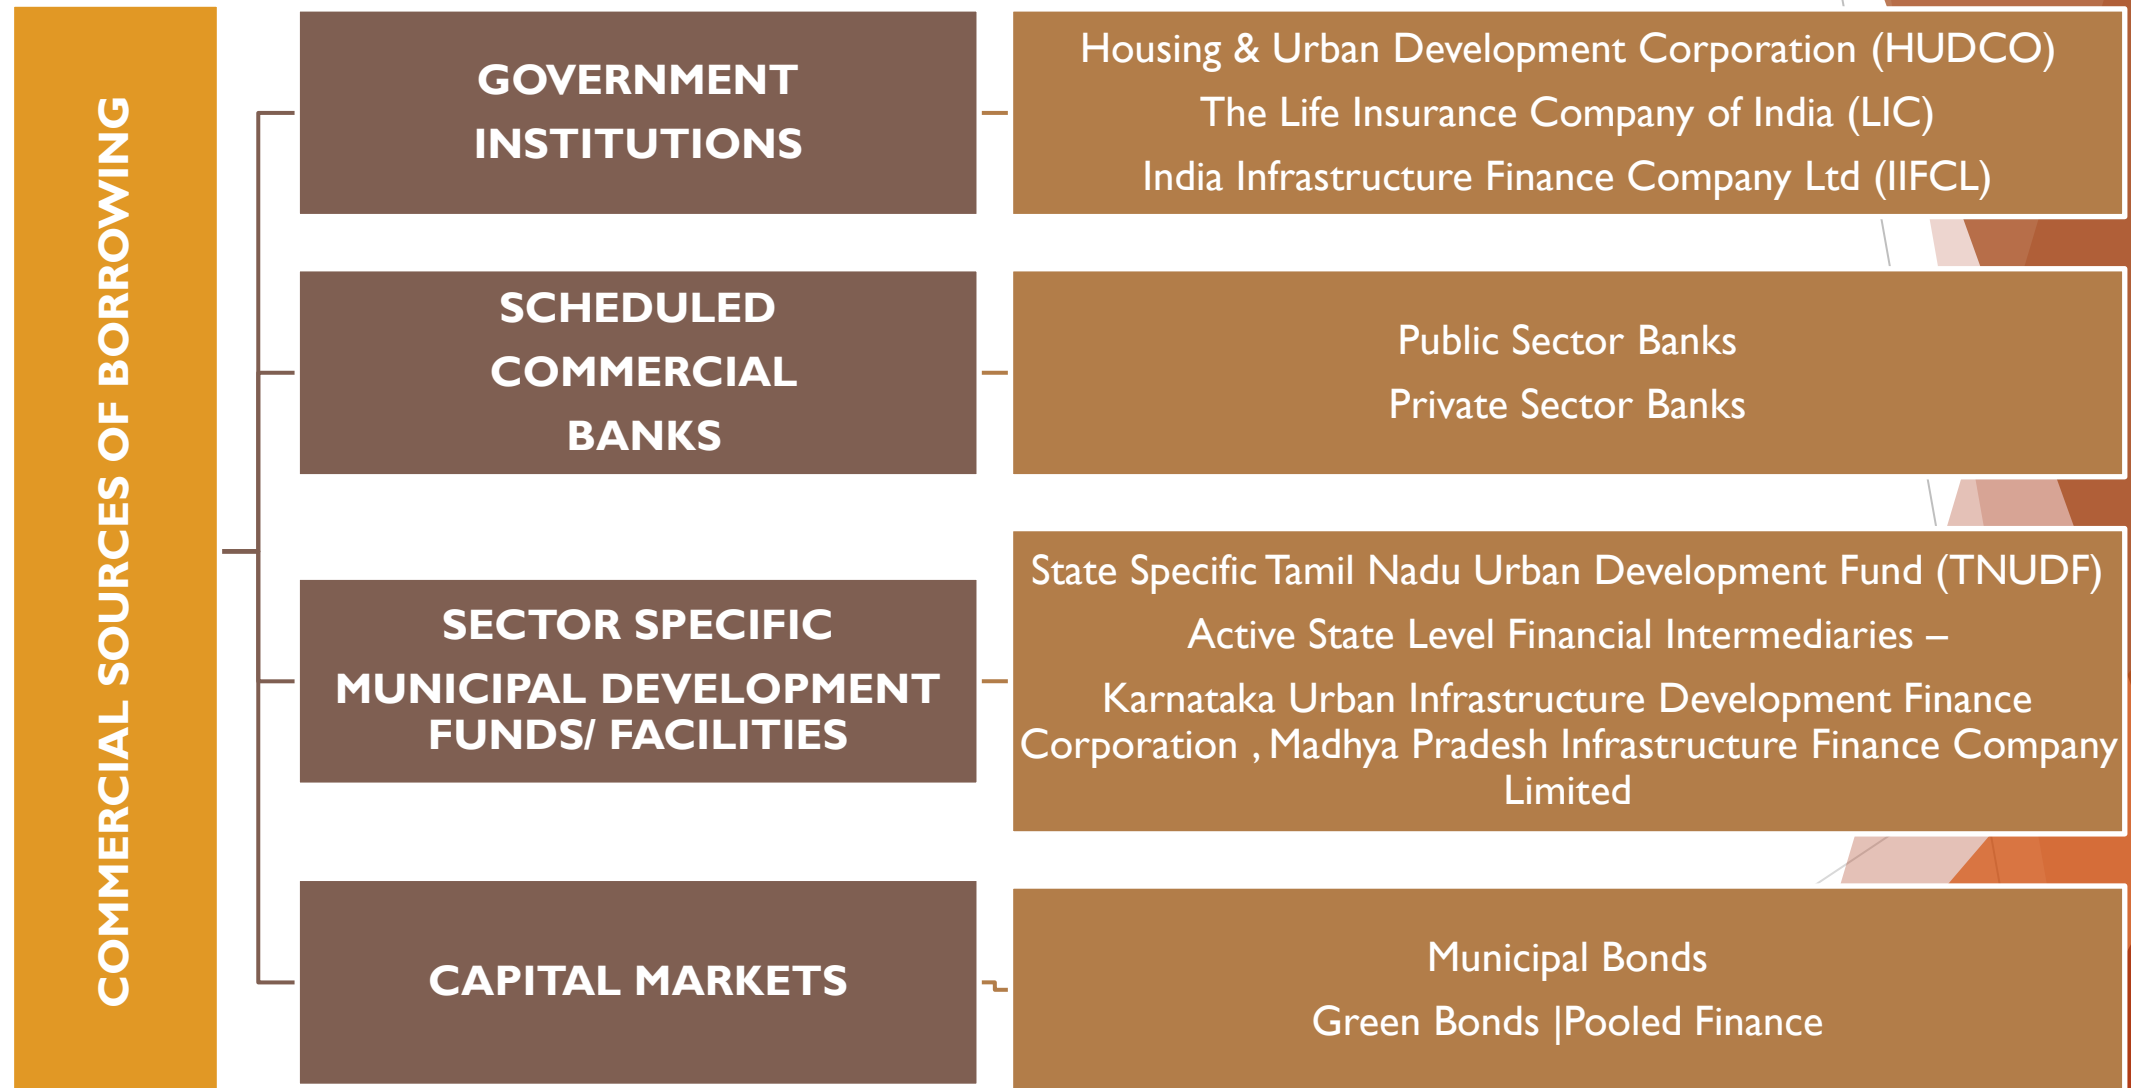 COMMERCIAL SOURCES OF BORROWING
GOVERNMENT
INSTITUTIONS
Housing & Urban Development Corporation (HUDCO)
The Life Insurance Company of India (LIC)
India Infrastructure Finance Company Ltd (IIFCL)
SCHEDULED
COMMERCIAL
BANKS
Public Sector Banks
Private Sector Banks
SECTOR SPECIFIC
MUNICIPAL DEVELOPMENT
FUNDS/ FACILITIES
State Specific Tamil Nadu Urban Development Fund (TNUDF)
Active State Level Financial Intermediaries –
Karnataka Urban Infrastructure Development Finance
Corporation , Madhya Pradesh Infrastructure Finance Company
Limited
CAPITAL MARKETS
Municipal Bonds
Green Bonds |Pooled Finance